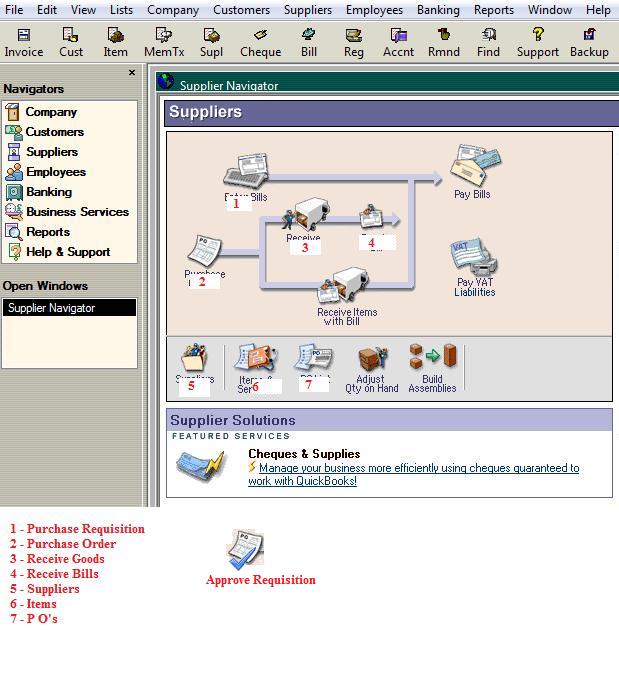 File Edit View Lists Company Customers Suppliers Employees Banking Reports Window Help
Invoice Cust Item MemTx Supl Cheque Bill Reg Accnt Rmnd Find Support Backup
Navigators
Company
Customers
Suppliers
Employees
Banking
Business Services
Reports
Help & Support
Open Windows
Supplier Navigator
Supplier Navigator
Suppliers
Bills
1
Pay Bills
PO
Receive
3
4
2
VAT
Pay VAT
Liabilities
Receive Items
with Bill
5
6
PO
7
Adjust
Qty on Hand
Build
Assemblies
Supplier Solutions
FEATURED SERVICES
Cheques & Supplies
Manage your business more efficiently using cheques guaranteed to
work with QuickBooks!
1 - Purchase Requisition
2 - Purchase Order
3 - Receive Goods
4 - Receive Bills
5 - Suppliers
6 - Items
7 - P O's
PO
Approve Requisition